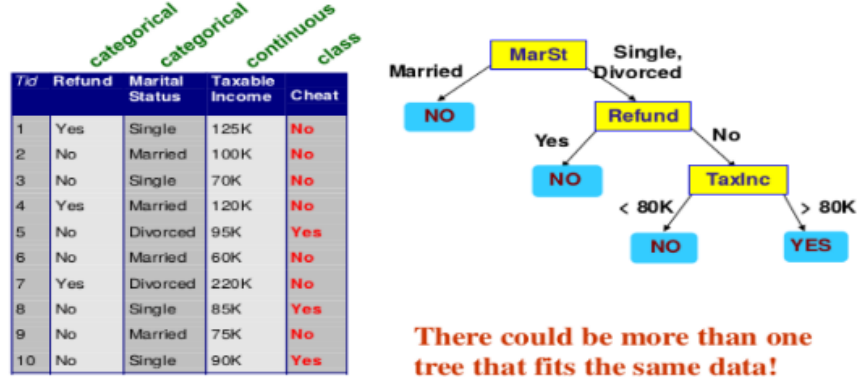 categorical
categorical
continuous
class
Tid Refund Marital Status Taxable Income Cheat
1 Yes Single 125K No
2 No Married 100K No
3 No Single 70K No
4 Yes Married 120K No
5 No Divorced 95K Yes
6 No Married 60K No
7 Yes Divorced 220K No
8 No Single 85K Yes
9 No Married 75K No
10 No Single 90K Yes
MarSt
Married
Single,
Divorced
NO
Refund
Yes
No
NO
TaxInc
< 80K
> 80K
NO
YES
There could be more than one
tree that fits the same data!